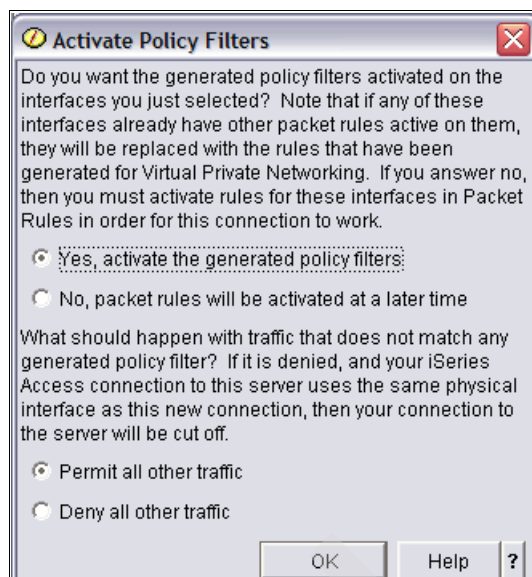 Activate Policy Filters
Do you want the generated policy filters activated on the
interfaces you just selected? Note that if any of these
interfaces already have other packet rules active on them,
they will be replaced with the rules that have been
generated for Virtual Private Networking. If you answer no,
then you must activate rules for these interfaces in Packet
Rules in order for this connection to work.
Yes, activate the generated policy filters
No, packet rules will be activated at a later time
What should happen with traffic that does not match any
generated policy filter? If it is denied, and your iSeries
Access connection to this server uses the same physical
interface as this new connection, then your connection to
the server will be cut off.
Permit all other traffic
Deny all other traffic
OK Help ?